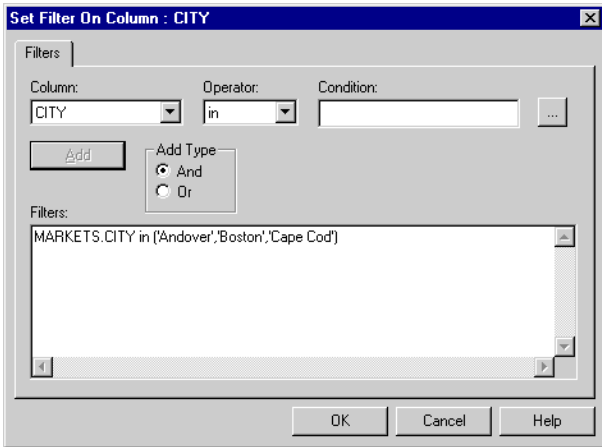 Set Filter On Column : CITY
Filters
Column: Operator: Condition:
CITY in ...
Add
Add Type
And
Or
Filters:
MARKETS.CITY in ('Andover','Boston','Cape Cod')
OK Cancel Help